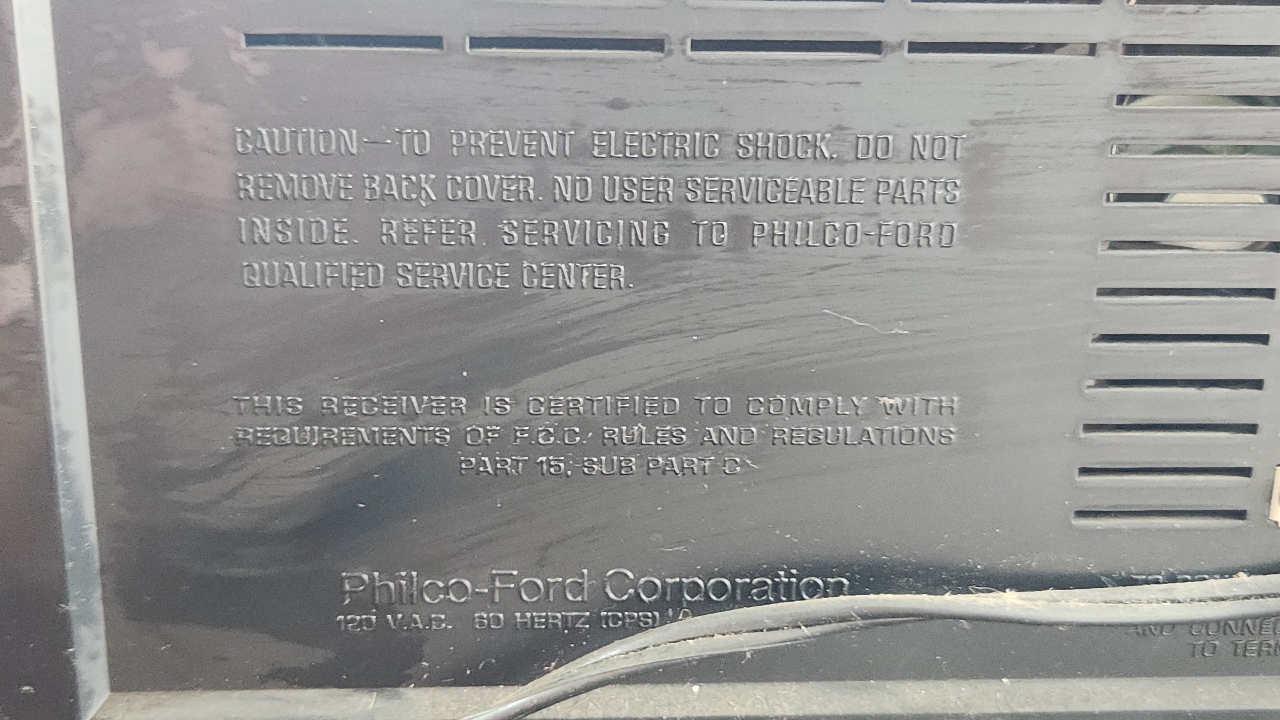 CAUTION—TO PREVENT ELECTRIC SHOCK, DO NOT
REMOVE BACK COVER. NO USER SERVICEABLE PARTS
INSIDE. REFER SERVICING TO PHILCO-FORD
QUALIFIED SERVICE CENTER.
THIS RECEIVER IS CERTIFIED TO COMPLY WITH
REQUIREMENTS OF F.C.C. RULES AND REGULATIONS
PART 15, SUB PART C
Philco-Ford Corporation
120 V.A.C. 60 HERTZ (CPS)
AND
TO